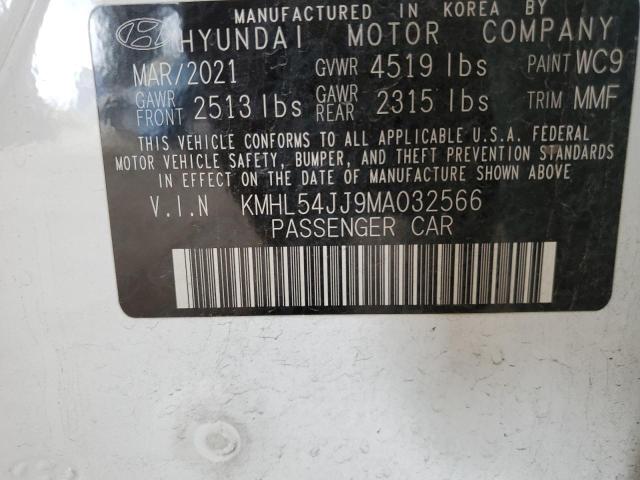 MANUFACTURED IN KOREA BY
HYUNDAI MOTOR COMPANY
MAR/2021 GVWR 4519 lbs PAINT WC9
GAWR FRONT 2513 lbs GAWR REAR 2315 lbs TRIM MMF
THIS VEHICLE CONFORMS TO ALL APPLICABLE U.S.A. FEDERAL
MOTOR VEHICLE SAFETY, BUMPER, AND THEFT PREVENTION STANDARDS
IN EFFECT ON THE DATE OF MANUFACTURE SHOWN ABOVE
V.I.N KMHL54JJ9MA032566
PASSENGER CAR